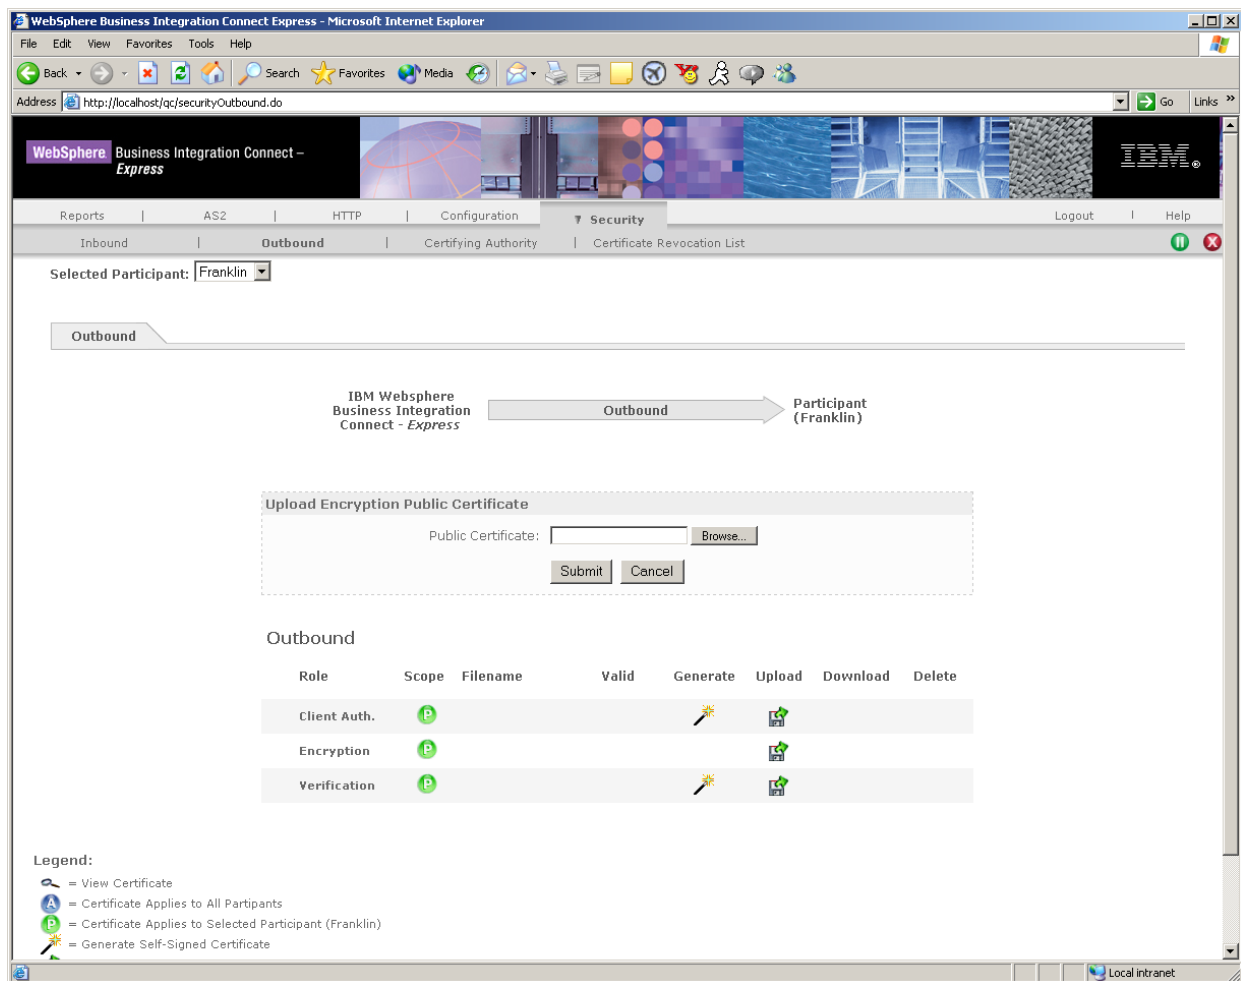 WebSphere Business Integration Connect Express - Microsoft Internet Explorer
File Edit View Favorites Tools Help
Back Search Favorites Media
Address http://localhost/qc/securityOutbound.do Go Links »
WebSphere Business Integration Connect – IBM®
Express
Reports | AS2 | HTTP | Configuration Security Logout | Help
Inbound | Outbound | Certifying Authority | Certificate Revocation List
Selected Participant: Franklin
Outbound
IBM Websphere
Business Integration
Connect - Express
Outbound
Participant
(Franklin)
Upload Encryption Public Certificate
Public Certificate: Browse...
Submit Cancel
Outbound
Role Scope Filename Valid Generate Upload Download Delete
Client Auth. P
Encryption P
Verification P
Legend:
= View Certificate
A = Certificate Applies to All Partipants
P = Certificate Applies to Selected Participant (Franklin)
= Generate Self-Signed Certificate
Local intranet